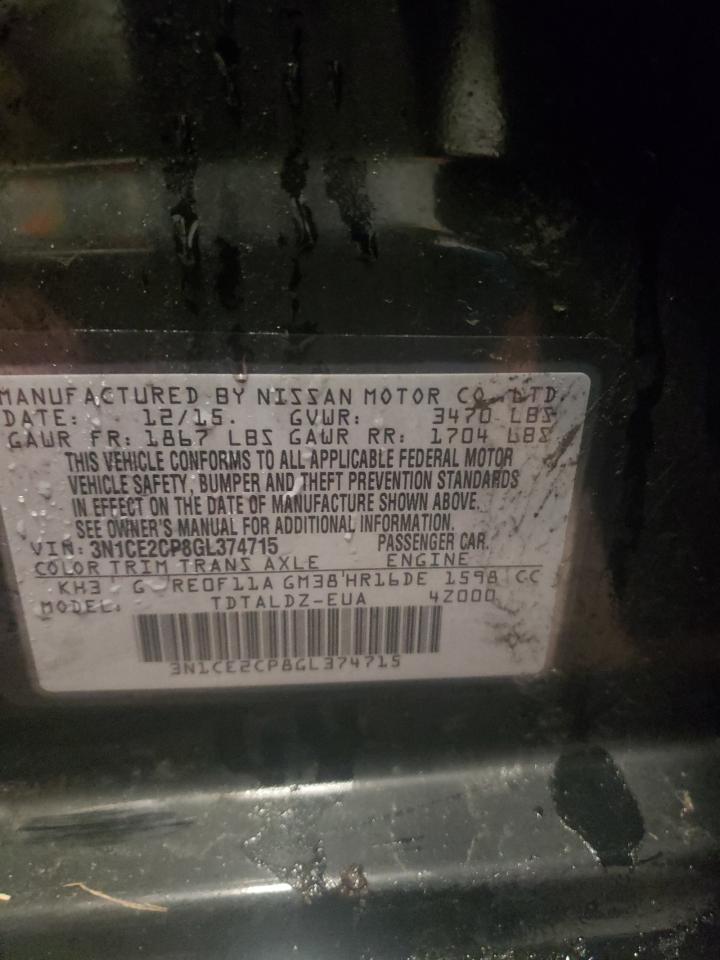 MANUFACTURED BY NISSAN MOTOR CO., LTD.
DATE: 12/15. GVWR: 3470 LBS
GAWR FR: 1867 LBS GAWR RR: 1704 LBS
THIS VEHICLE CONFORMS TO ALL APPLICABLE FEDERAL MOTOR
VEHICLE SAFETY, BUMPER AND THEFT PREVENTION STANDARDS
IN EFFECT ON THE DATE OF MANUFACTURE SHOWN ABOVE.
SEE OWNER'S MANUAL FOR ADDITIONAL INFORMATION.
VIN: 3N1CE2CP8GL374715 PASSENGER CAR.
COLOR TRIM TRANS AXLE ENGINE
KH3 G RE0F11A GM38 HR16DE 1598 CC
MODEL: TDTALDZ-EUA 4Z000
3N1CE2CP8GL374715